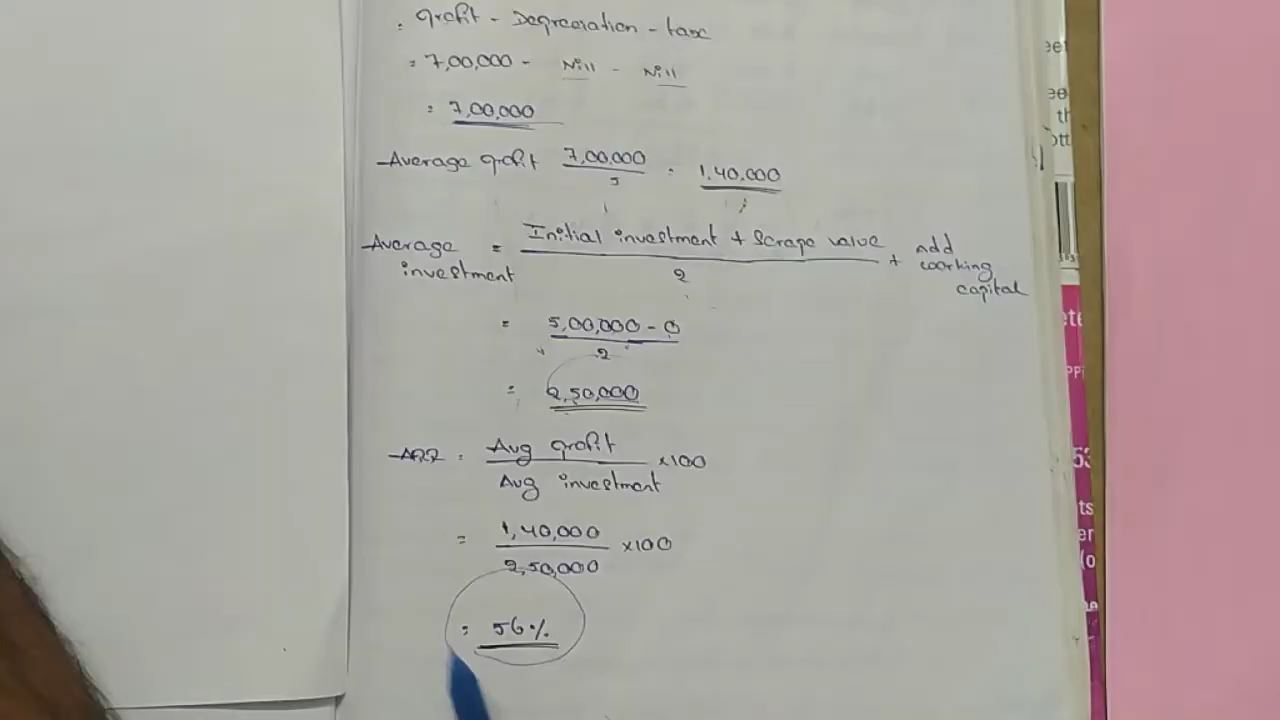 : Profit - Depreciation - tax
= 7,00,000 - Nill - Nill
= 7,00,000
Average profit 7,00,000 / 5 = 1,40,000
Average investment = Initial investment + Scrape value / 2 + add working capital
= 5,00,000 - 0 / 2
= 2,50,000
ARR = Avg profit / Avg investment ×100
= 1,40,000 / 2,50,000 ×100
= 56%